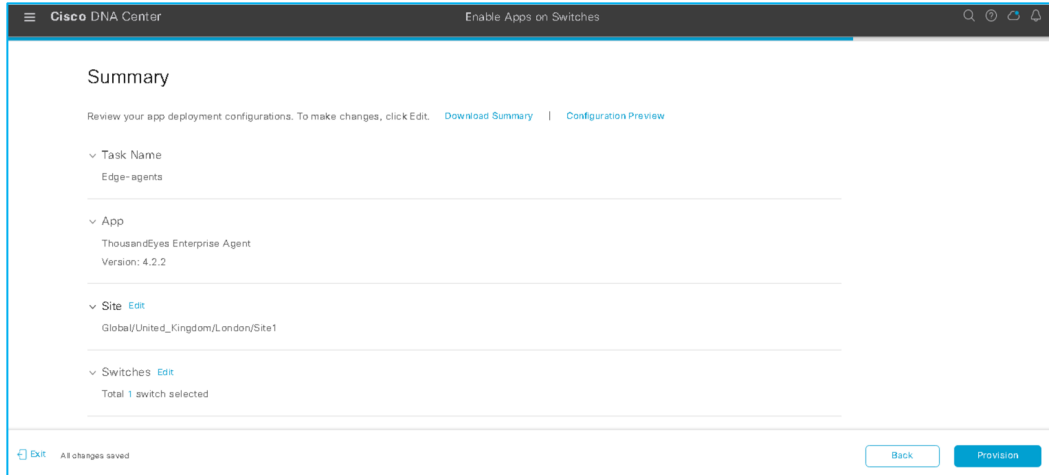 Cisco DNA Center
Enable Apps on Switches
Summary
Review your app deployment configurations. To make changes, click Edit. Download Summary | Configuration Preview
Task Name
Edge-agents
App
ThousandEyes Enterprise Agent
Version: 4.2.2
Site Edit
Global/United_Kingdom/London/Site1
Switches Edit
Total 1 switch selected
Exit All changes saved
Back
Provision